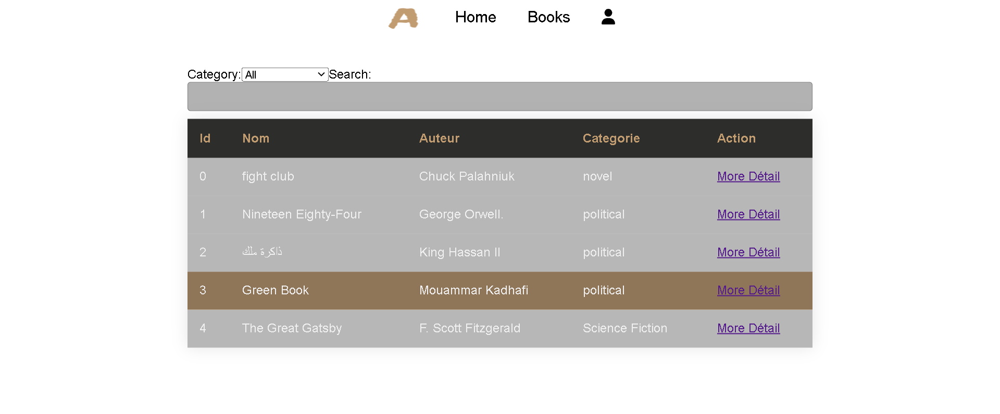 A Home Books
Category: All Search:
Id Nom Auteur Categorie Action
0 fight club Chuck Palahniuk novel More Détail
1 Nineteen Eighty-Four George Orwell. political More Détail
2 ذاكرة ملك King Hassan II political More Détail
3 Green Book Mouammar Kadhafi political More Détail
4 The Great Gatsby F. Scott Fitzgerald Science Fiction More Détail